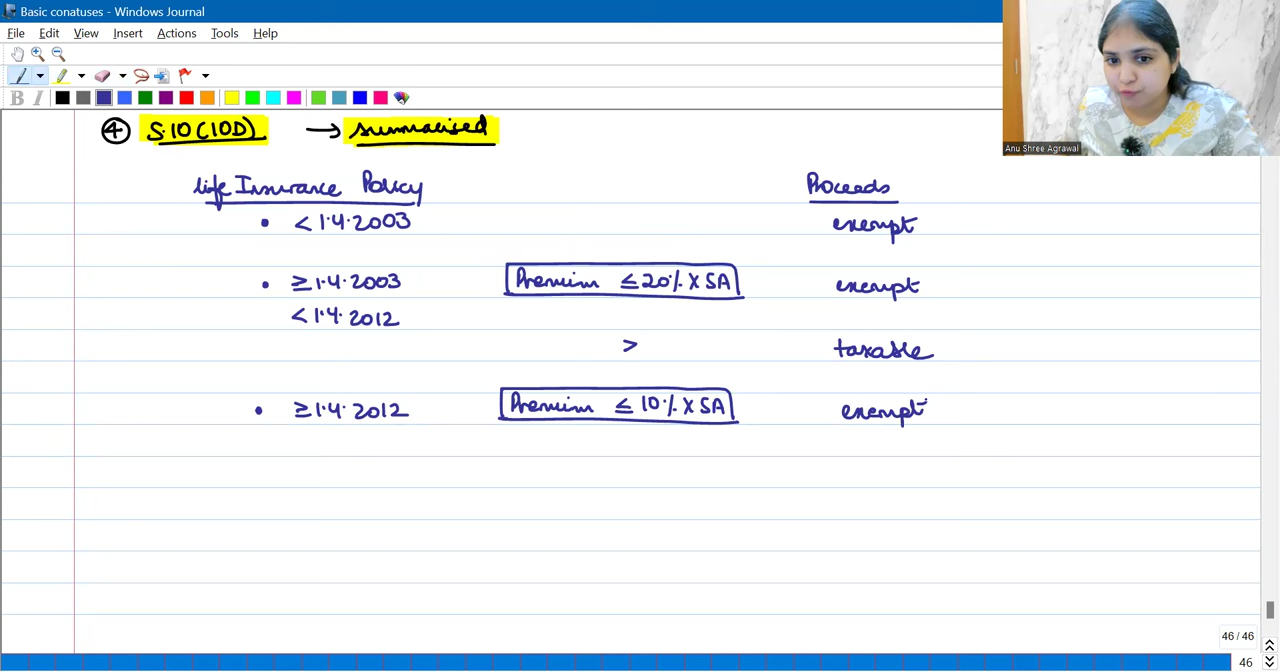 Basic conatuses - Windows Journal
File Edit View Insert Actions Tools Help
B I
④ S.10(10D) → summarised
life Insurance Policy Proceeds
• < 1.4.2003 exempt
• ≥ 1.4.2003 Premium ≤ 20% X SA exempt
< 1.4.2012
> taxable
• ≥ 1.4.2012 Premium ≤ 10% X SA exempt
Anu Shree Agrawal
46 / 46
46